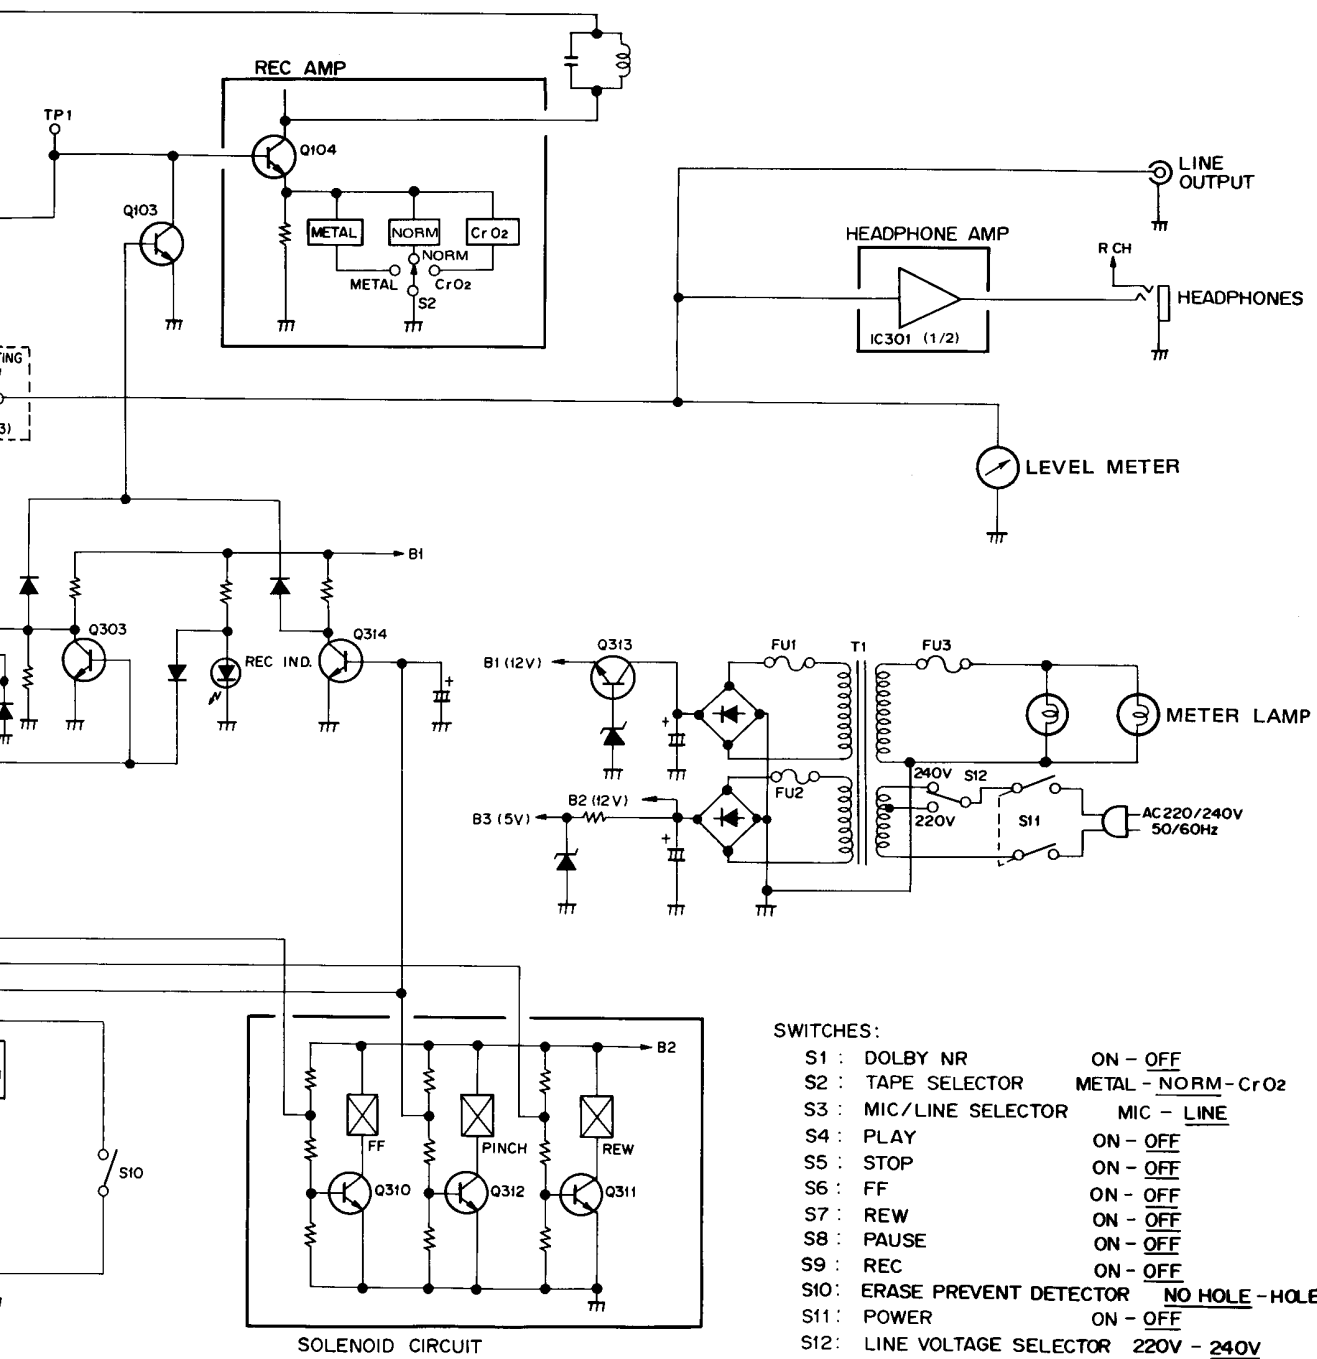 REC AMP
TP1
Q104
LINE
OUTPUT
Q103
METAL
NORM
CrO2
HEADPHONE AMP
R CH
NORM
METAL
CrO2
S2
HEADPHONES
IC301 (1/2)
TING
3)
LEVEL METER
B1
Q303
Q314
REC IND.
+
Q313
FU1
T1
FU3
B1 (12V)
+
METER LAMP
240V
S12
B2 (12V)
FU2
B3 (5V)
220V
S11
AC220/240V
50/60Hz
+
B2
FF
PINCH
REW
S10
Q310
Q312
Q311
SOLENOID CIRCUIT
SWITCHES:
S1 : DOLBY NR ON - OFF
S2 : TAPE SELECTOR METAL - NORM - CrO2
S3 : MIC/LINE SELECTOR MIC - LINE
S4 : PLAY ON - OFF
S5 : STOP ON - OFF
S6 : FF ON - OFF
S7 : REW ON - OFF
S8 : PAUSE ON - OFF
S9 : REC ON - OFF
S10: ERASE PREVENT DETECTOR NO HOLE - HOLE
S11: POWER ON - OFF
S12: LINE VOLTAGE SELECTOR 220V - 240V